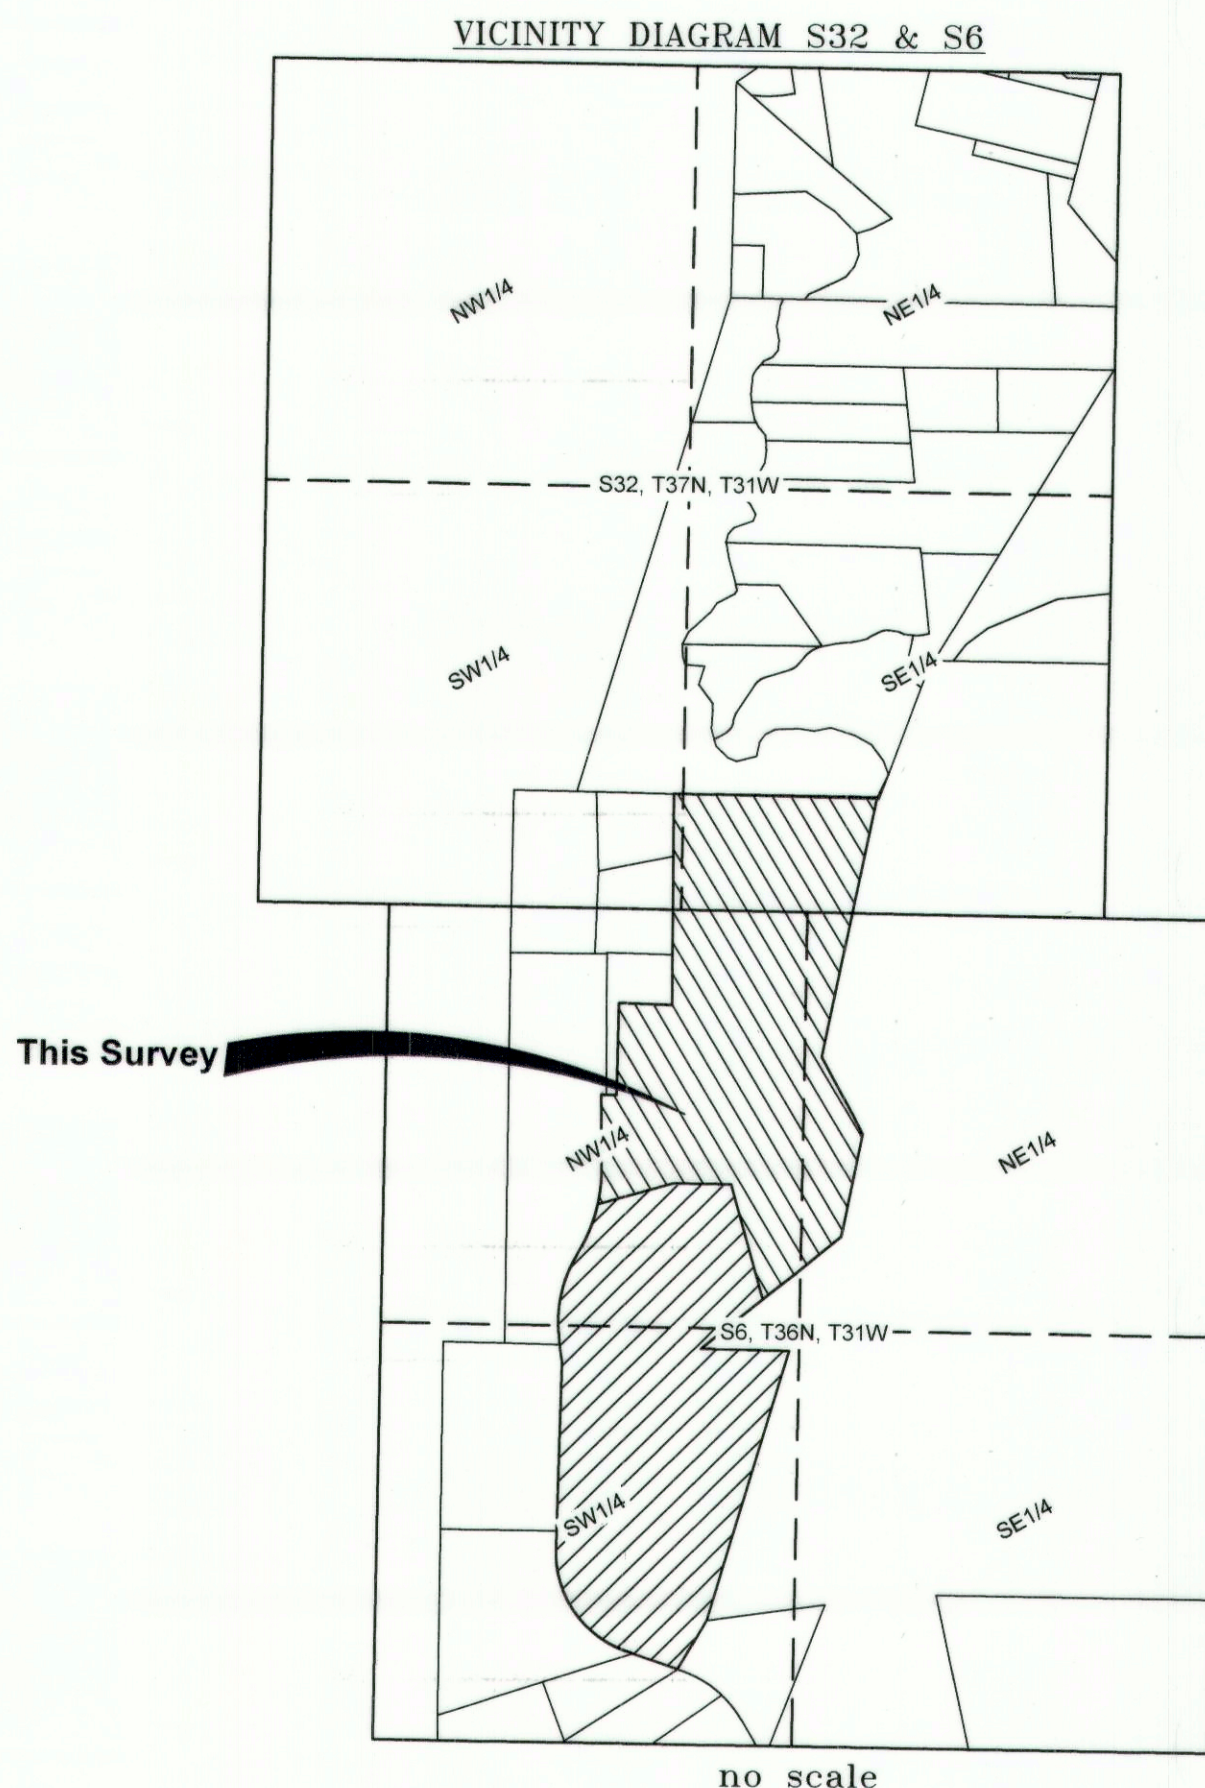 VICINITY DIAGRAM S32 & S6
NW1/4
NE1/4
S32, T37N, T31W
SW1/4
SE1/4
This Survey
NW1/4
NE1/4
S6, T36N, T31W
SW1/4
SE1/4
no scale